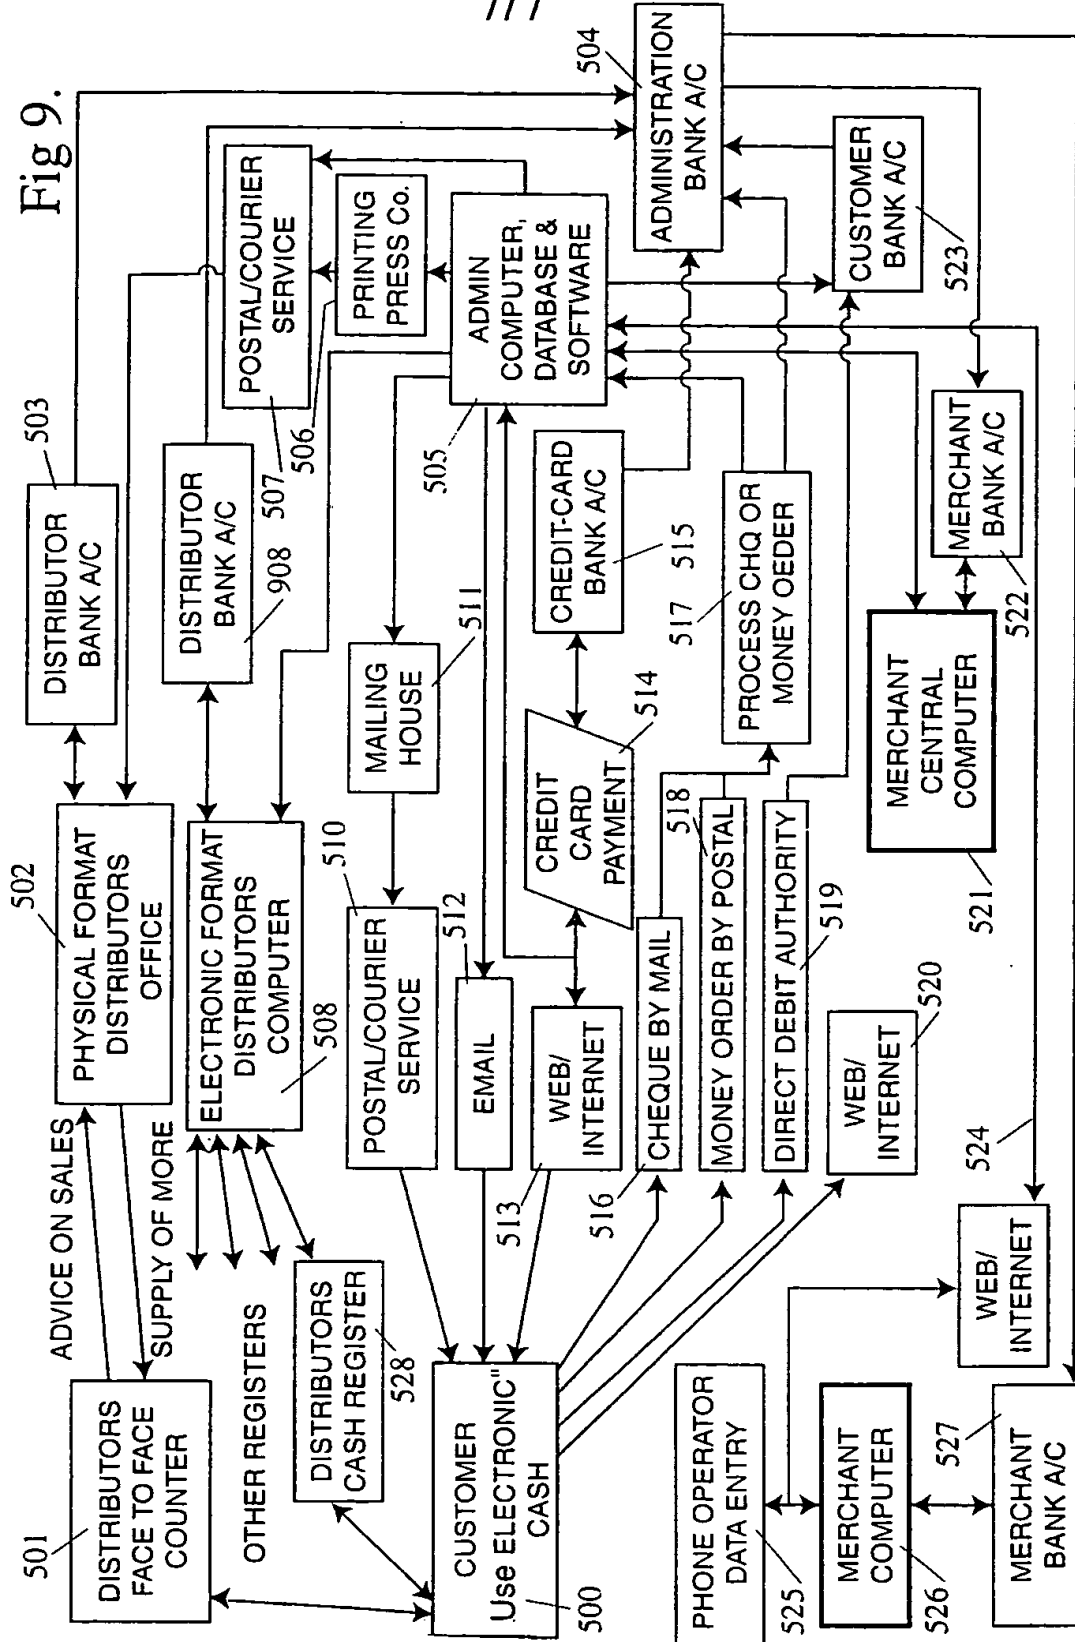 Fig 9.
501
DISTRIBUTORS
FACE TO FACE
COUNTER
ADVICE ON SALES
SUPPLY OF MORE
502
PHYSICAL FORMAT
DISTRIBUTORS
OFFICE
503
DISTRIBUTOR
BANK A/C
OTHER REGISTERS
ELECTRONIC FORMAT
DISTRIBUTORS
COMPUTER
508
DISTRIBUTOR
BANK A/C
908
POSTAL/COURIER
SERVICE
507
506
PRINTING
PRESS Co.
DISTRIBUTORS
CASH REGISTER
528
510
POSTAL/COURIER
SERVICE
MAILING
HOUSE
511
505
ADMIN
COMPUTER,
DATABASE &
SOFTWARE
504
ADMINISTRATION
BANK A/C
CUSTOMER
Use ELECTRONIC"
CASH
500
512
EMAIL
513
WEB/
INTERNET
CREDIT
CARD
PAYMENT
514
CREDIT-CARD
BANK A/C
515
516
CHEQUE BY MAIL
517
PROCESS CHQ OR
MONEY OEDER
518
MONEY ORDER BY POSTAL
DIRECT DEBIT AUTHORITY
519
CUSTOMER
BANK A/C
523
WEB/
INTERNET
520
MERCHANT
CENTRAL
COMPUTER
521
MERCHANT
BANK A/C
522
PHONE OPERATOR
DATA ENTRY
525
524
WEB/
INTERNET
MERCHANT
COMPUTER
526
527
MERCHANT
BANK A/C